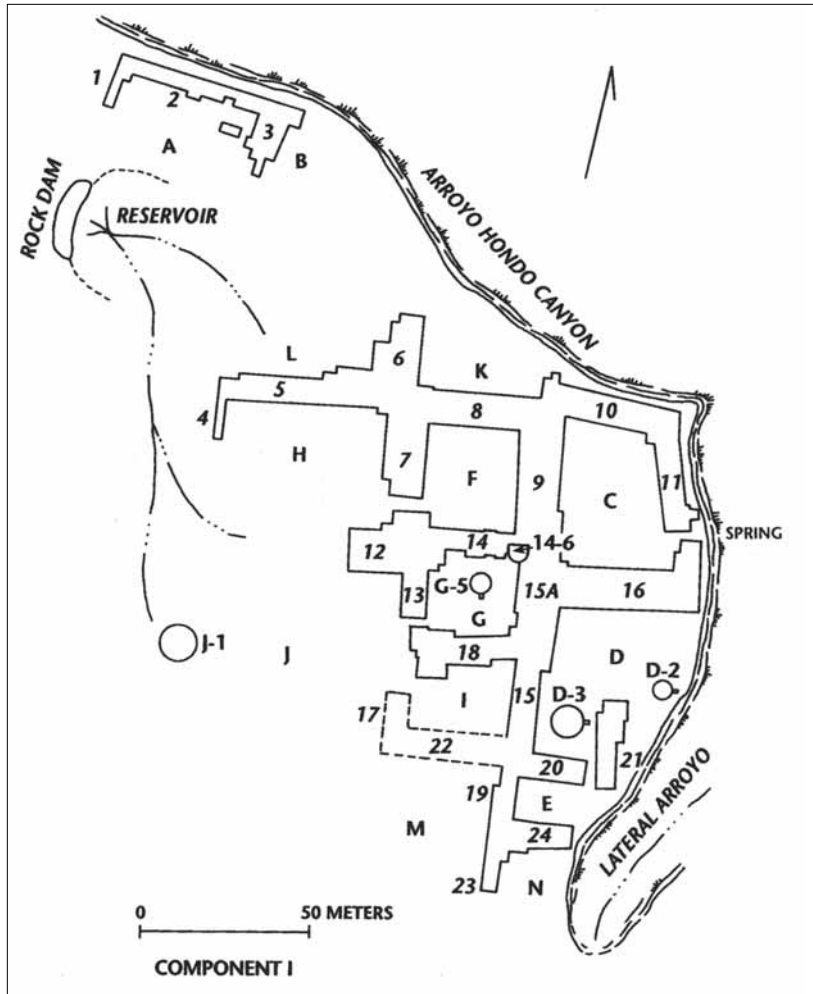 1
2
3
A
B
ROCK DAM
RESERVOIR
ARROYO HONDO CANYON
L
6
K
5
4
8
10
H
7
F
9
C
11
SPRING
12
14
14-6
13
G-5
15A
16
G
J-1
J
18
D
D-2
I
15
D-3
17
22
20
21
19
E
M
24
LATERAL ARROYO
23
N
0
50 METERS
COMPONENT I